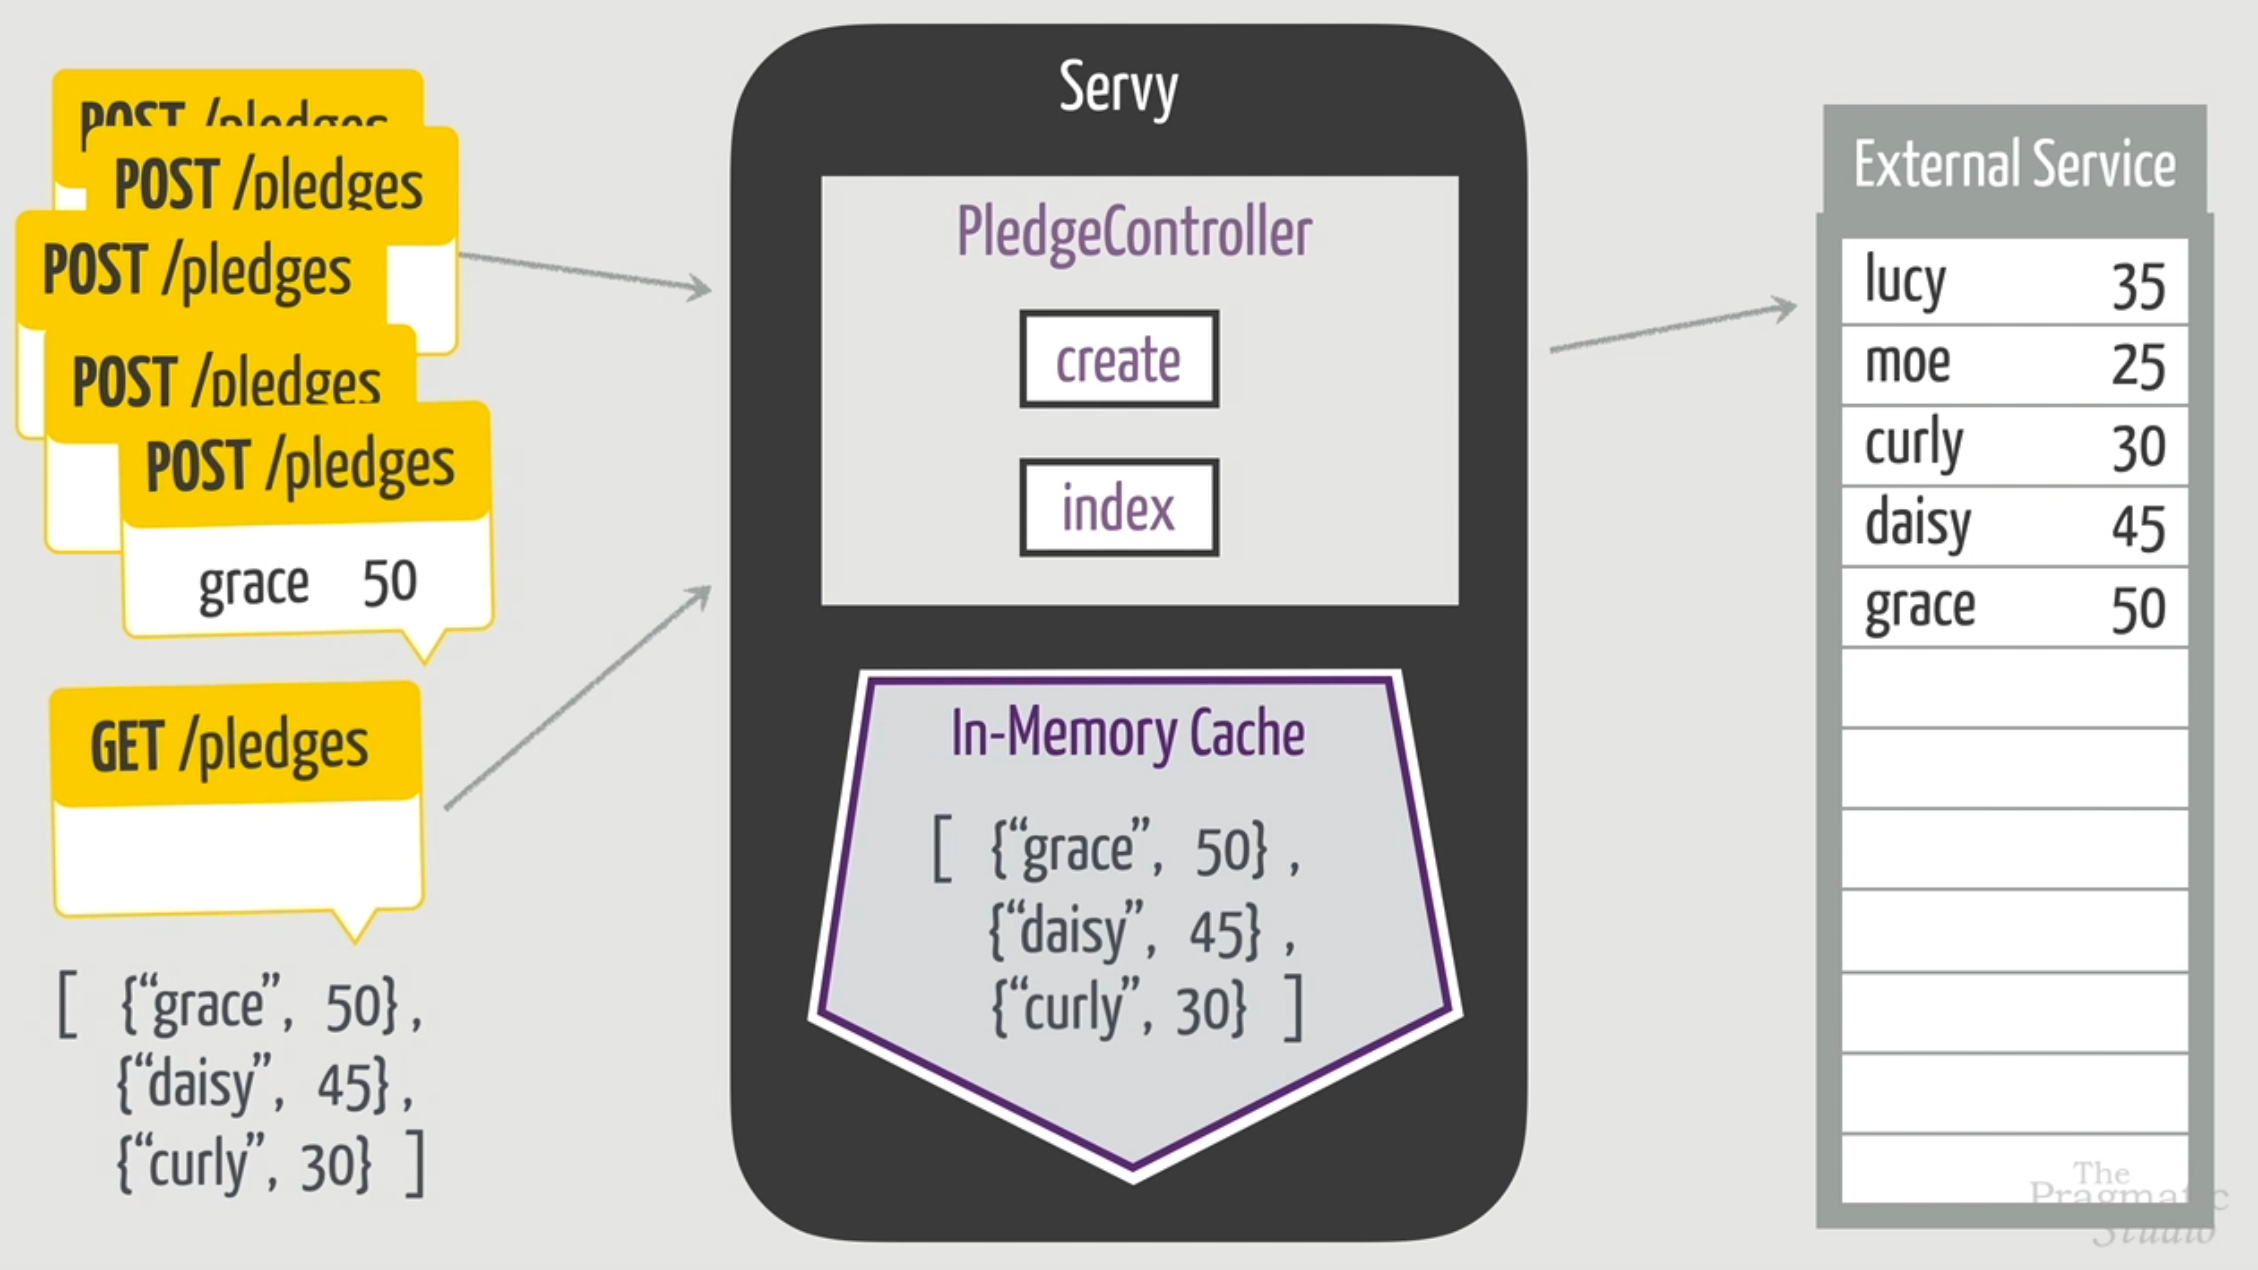 POST /pledges
POST /pledges
POST /pledges
POST /pledges
POST /pledges
grace 50
GET /pledges
[ {“grace”, 50} ,
{“daisy”, 45} ,
{“curly”, 30} ]
Servy
PledgeController
create
index
In-Memory Cache
[ {“grace”, 50} ,
{“daisy”, 45} ,
{“curly”, 30} ]
External Service
lucy 35
moe 25
curly 30
daisy 45
grace 50
The
Pragmatic
Studio